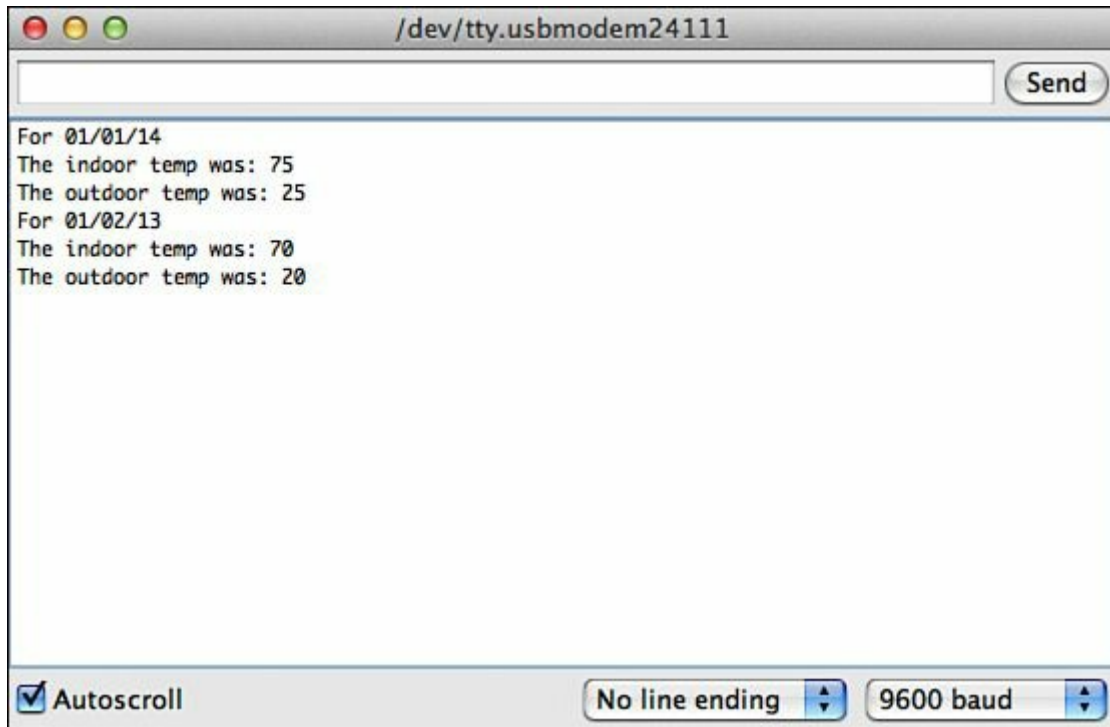 /dev/tty.usbmodem24111
Send
For 01/01/14
The indoor temp was: 75
The outdoor temp was: 25
For 01/02/13
The indoor temp was: 70
The outdoor temp was: 20
Autoscroll
No line ending
9600 baud